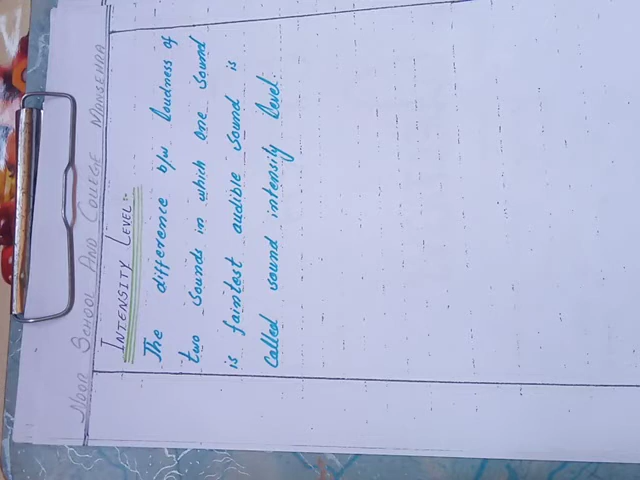 NOOR SCHOOL AND COLLEGE MANSEHRA
INTENSITY LEVEL:-
The difference b/w loudness of
two sounds in which one sound
is faintest audible sound is
Called sound intensity level.